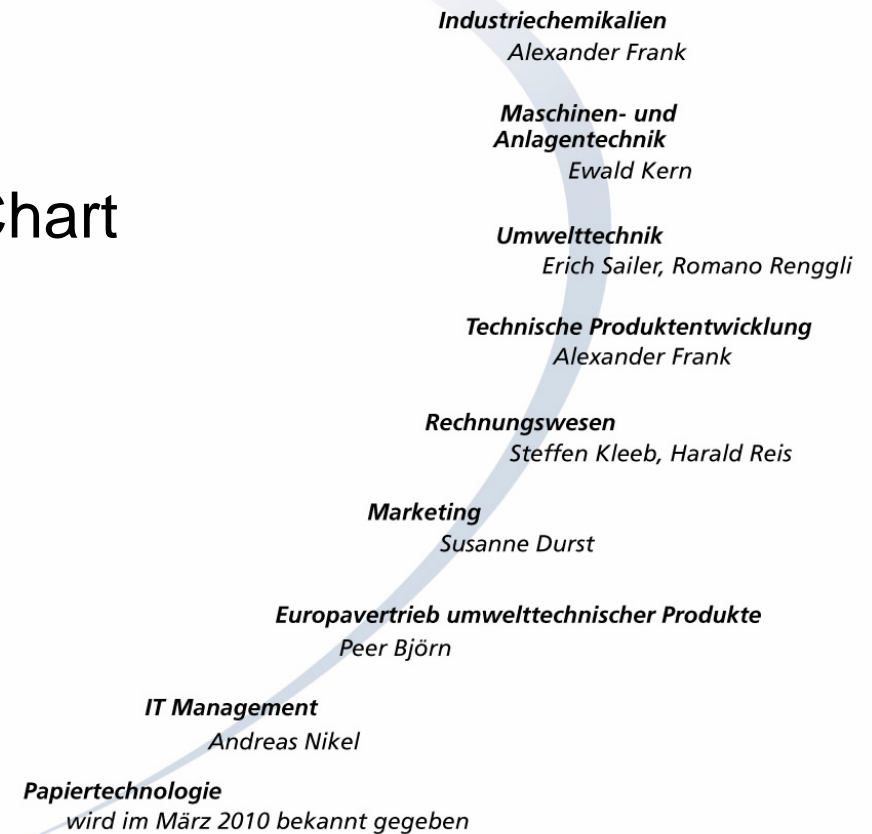 Industriechemikalien
Alexander Frank
Maschinen- und
Anlagentechnik
Ewald Kern
Chart
Umwelttechnik
Erich Sailer, Romano Renggli
Technische Produktentwicklung
Alexander Frank
Rechnungswesen
Steffen Kleeb, Harald Reis
Marketing
Susanne Durst
Europavertrieb umwelttechnischer Produkte
Peer Björn
IT Management
Andreas Nikel
Papiertechnologie
wird im März 2010 bekannt gegeben